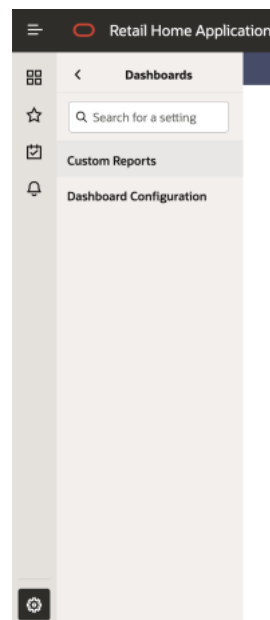 Retail Home Application
Dashboards
Search for a setting
Custom Reports
Dashboard Configuration